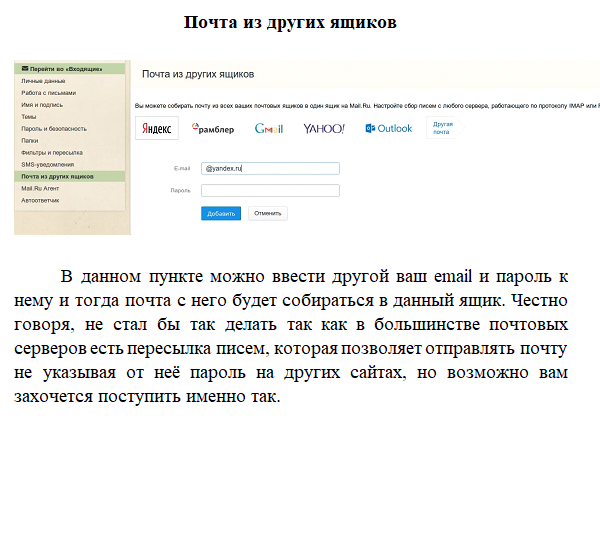 Почта из других ящиков
Перейти во «Входящие»
Личные данные
Работа с письмами
Имя и подпись
Темы
Пароль и безопасность
Папки
Фильтры и пересылка
SMS-уведомления
Почта из других ящиков
Mail.Ru Агент
Автоответчик
Почта из других ящиков
Вы можете собирать почту из всех ваших почтовых ящиков в один ящик на Mail.Ru. Настройте сбор писем с любого сервера, работающего по протоколу IMAP или
Яндекс Рамблер Gmail YAHOO! Outlook Другая
почта
E-mail @yandex.ru
Пароль
Добавить Отменить
В данном пункте можно ввести другой ваш email и пароль к
нему и тогда почта с него будет собираться в данный ящик. Честно
говоря, не стал бы так делать так как в большинстве почтовых
серверов есть пересылка писем, которая позволяет отправлять почту
не указывая от неё пароль на других сайтах, но возможно вам
захочется поступить именно так.